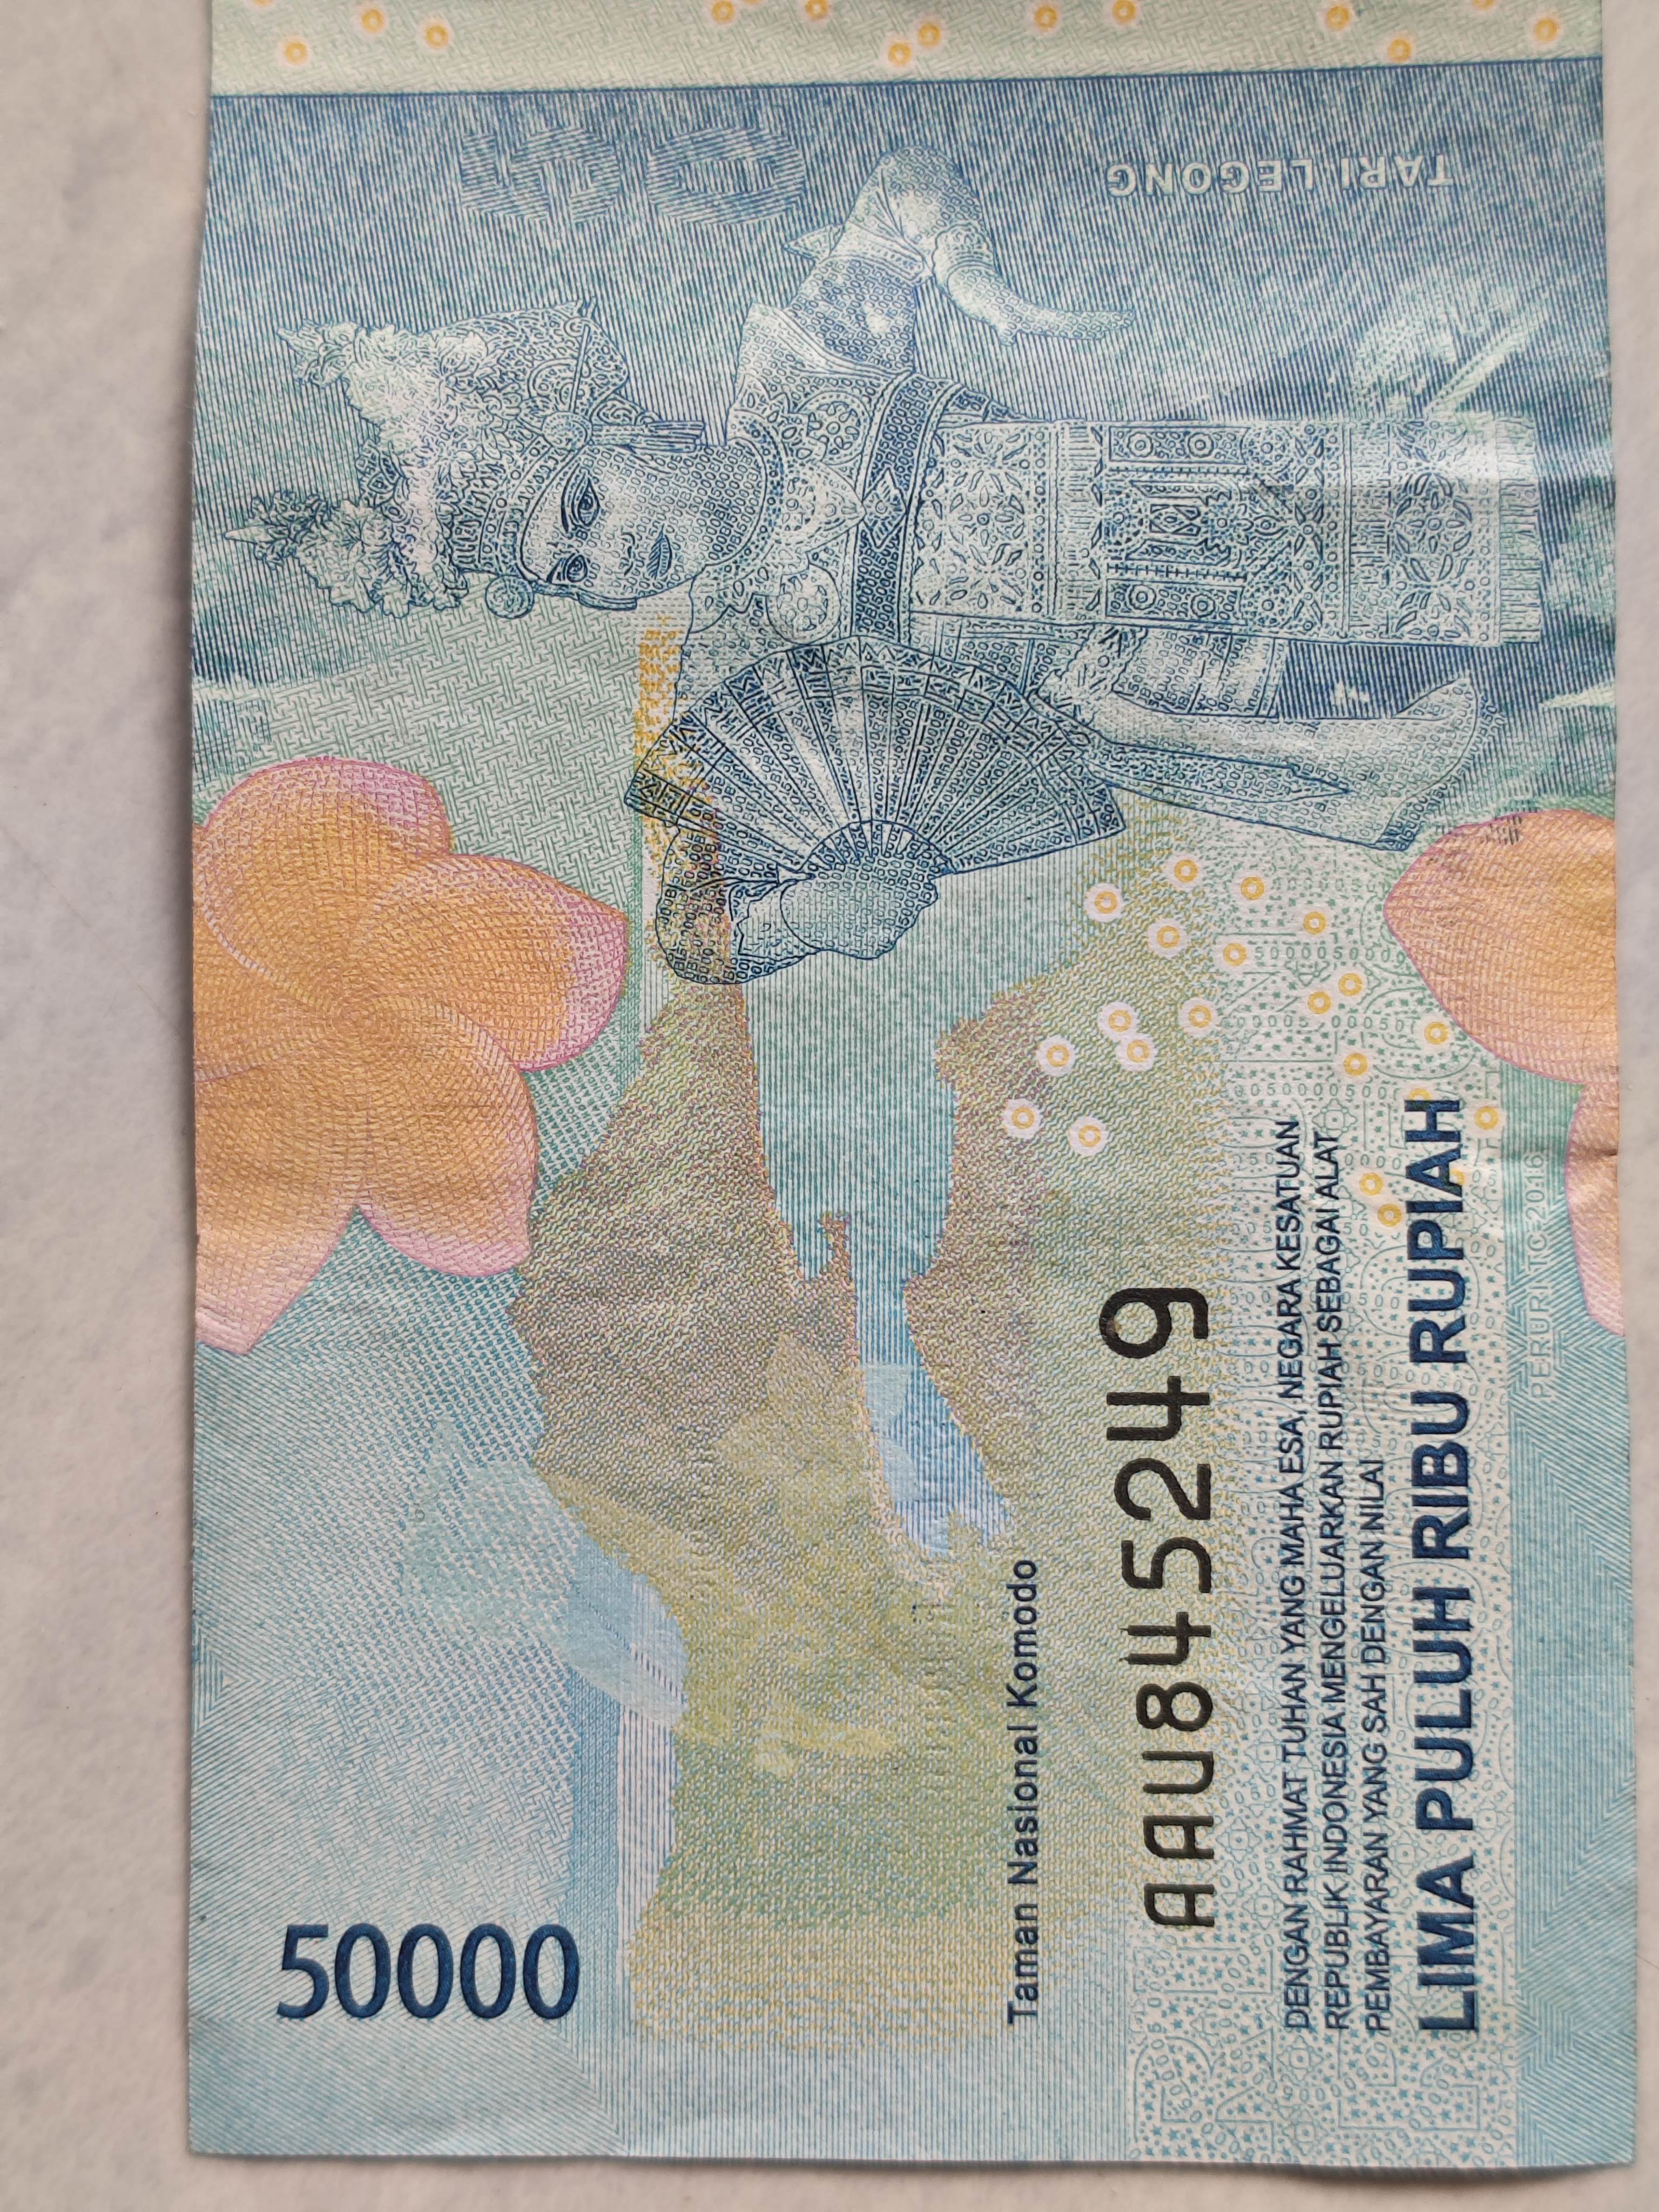 50000
Taman Nasional Komodo
AAU845249
DENGAN RAHMAT TUHAN YANG MAHA ESA, NEGARA KESATUAN
REPUBLIK INDONESIA MENGELUARKAN RUPIAH SEBAGAI ALAT
PEMBAYARAN YANG SAH DENGAN NILAI
LIMA PULUH RIBU RUPIAH
PERURI TC 2016
50
TARI LEGONG